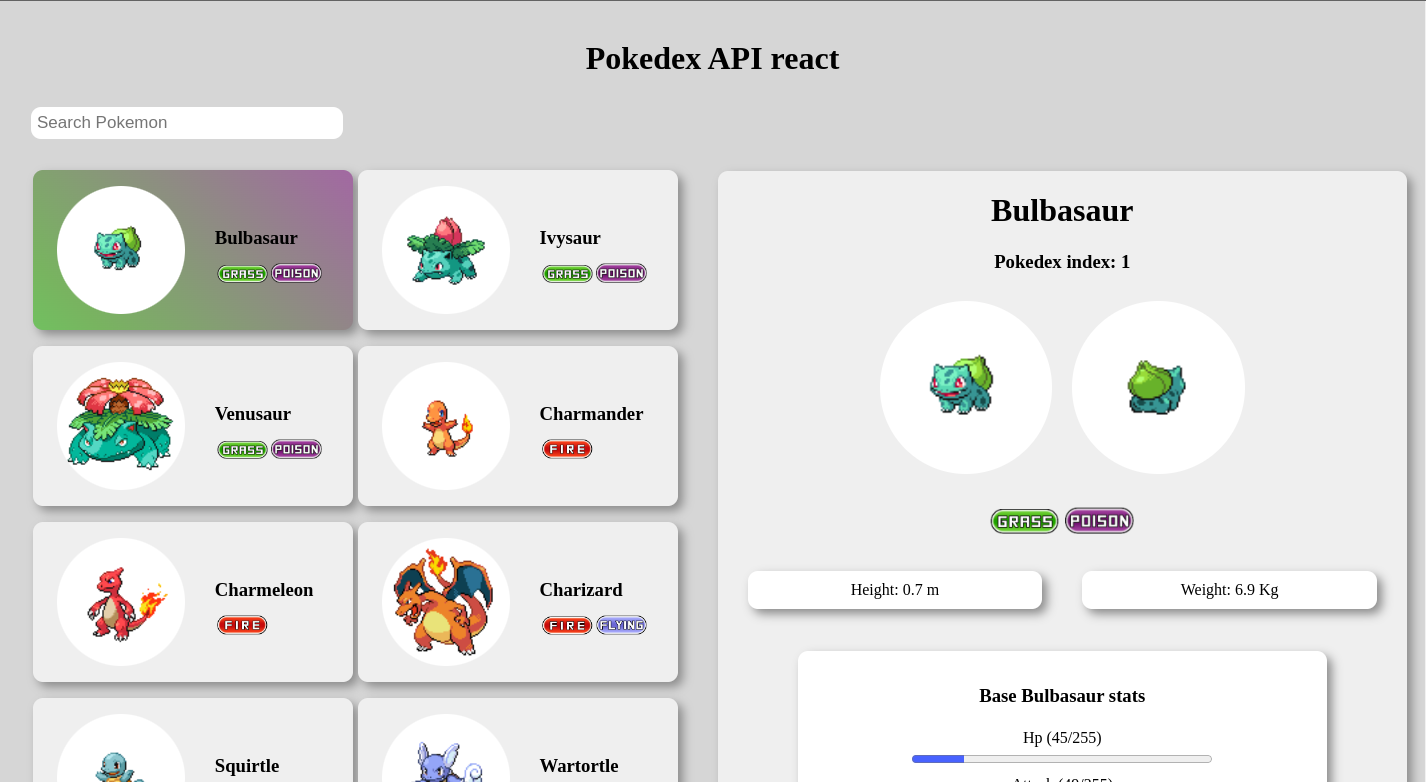 Pokedex API react
Search Pokemon
Bulbasaur
GRASS POISON
Ivysaur
GRASS POISON
Venusaur
GRASS POISON
Charmander
FIRE
Charmeleon
FIRE
Charizard
FIRE FLYING
Squirtle
Wartortle
Bulbasaur
Pokedex index: 1
GRASS POISON
Height: 0.7 m
Weight: 6.9 Kg
Base Bulbasaur stats
Hp (45/255)